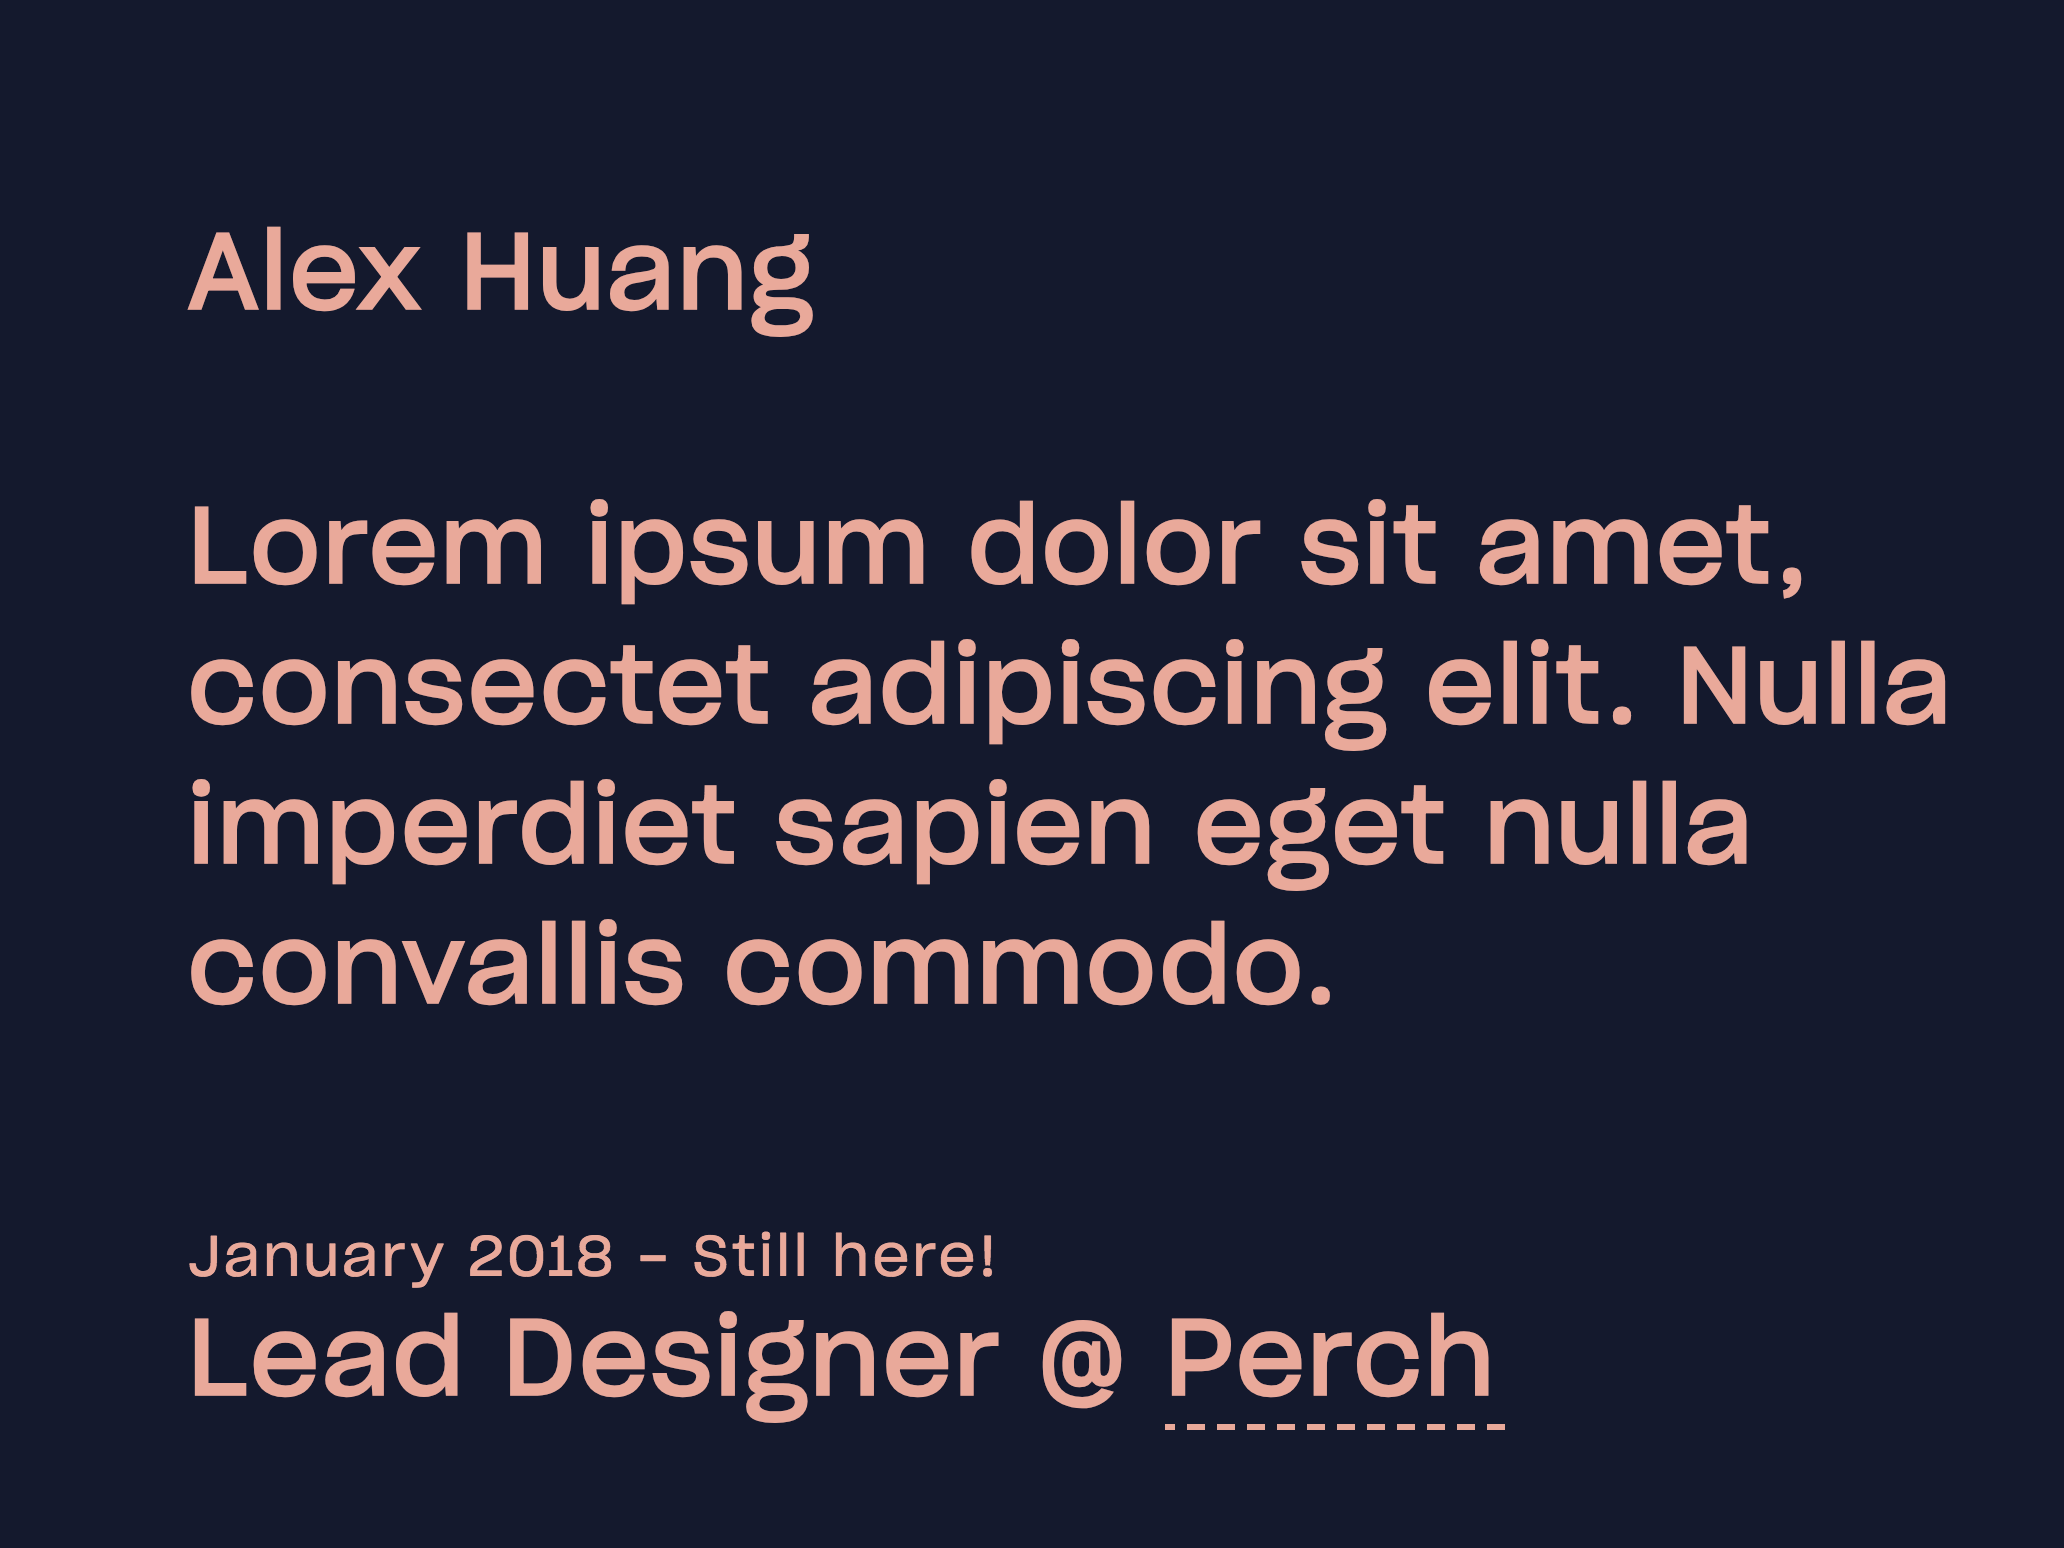 Alex Huang
Lorem ipsum dolor sit amet,
consectet adipiscing elit. Nulla
imperdiet sapien eget nulla
convallis commodo.
January 2018 – Still here!
Lead Designer @ Perch